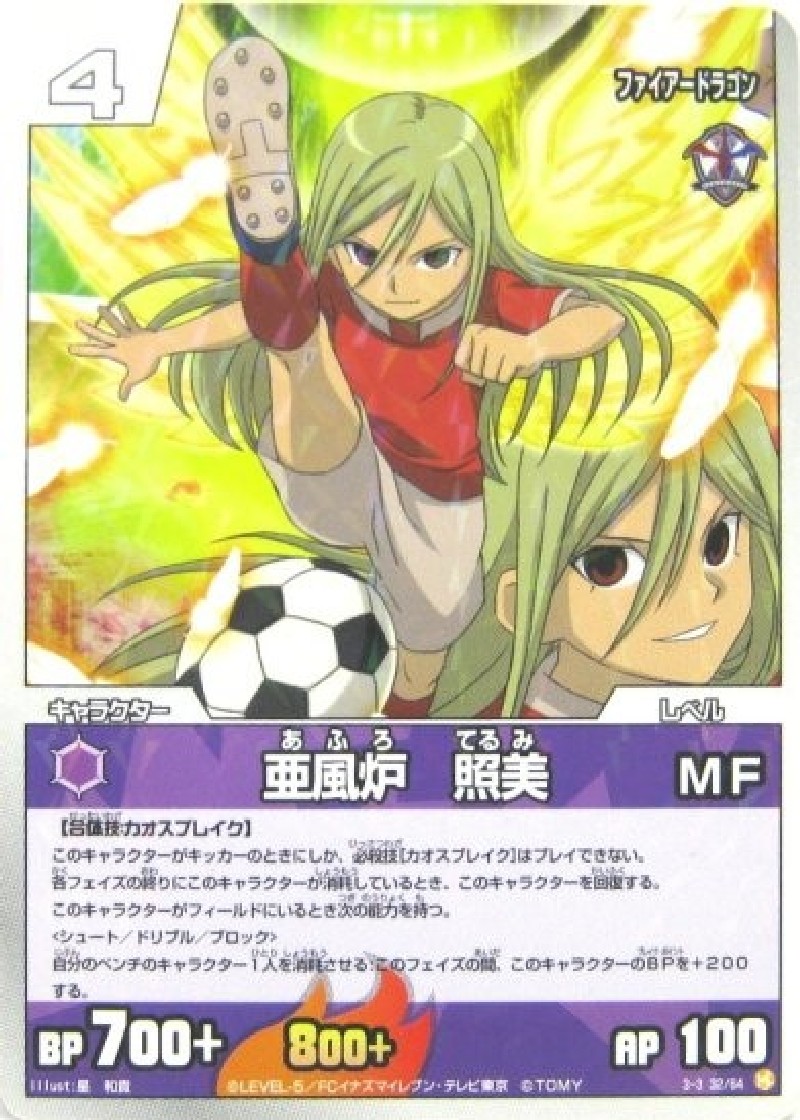 4
ファイアードラゴン
キャラクター
レベル
あふろ てるみ
亜風炉 照美
MF
【合体技:カオスブレイク】
このキャラクターがキッカーのときにしか、必殺技[カオスブレイク]はプレイできない。
各フェイズの終りにこのキャラクターが消耗しているとき、このキャラクターを回復する。
このキャラクターがフィールドにいるとき次の能力を持つ。
<シュート/ドリブル/ブロック>
自分のベンチのキャラクター1人を消耗させる:このフェイズの間、このキャラクターのBPを+200
する。
BP 700+ 800+ AP 100
Illust:星 和貴 ©LEVEL-5/FCイナズマイレブン・テレビ東京 ©TOMY 3-3 32/64